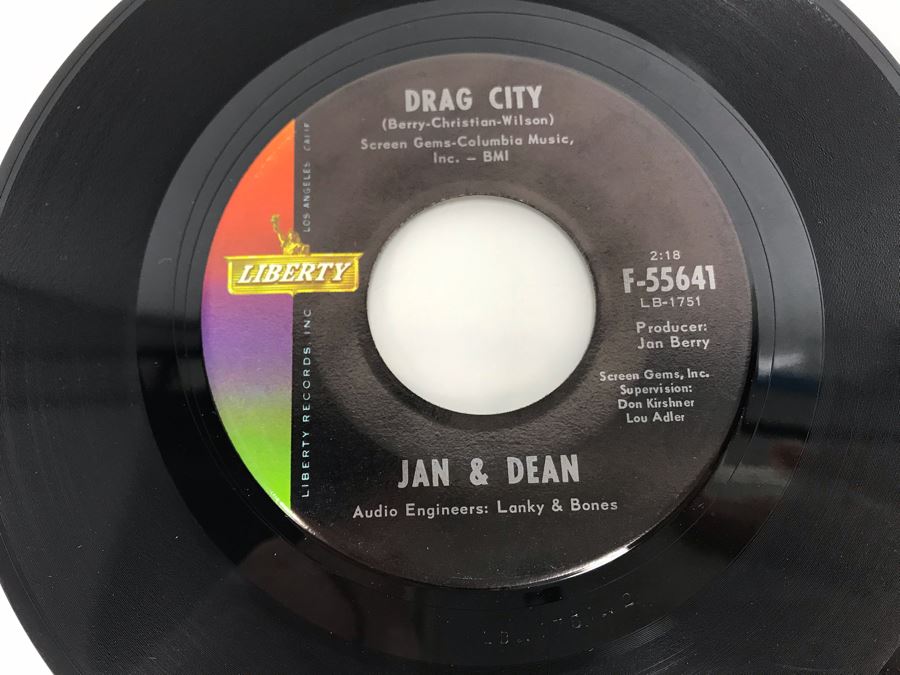 DRAG CITY
(Berry-Christian-Wilson)
Screen Gems-Columbia Music,
Inc. – BMI
LIBERTY
LIBERTY RECORDS, INC. LOS ANGELES CALIF
2:18
F-55641
LB-1751
Producer:
Jan Berry
Screen Gems, Inc.
Supervision:
Don Kirshner
Lou Adler
JAN & DEAN
Audio Engineers: Lanky & Bones